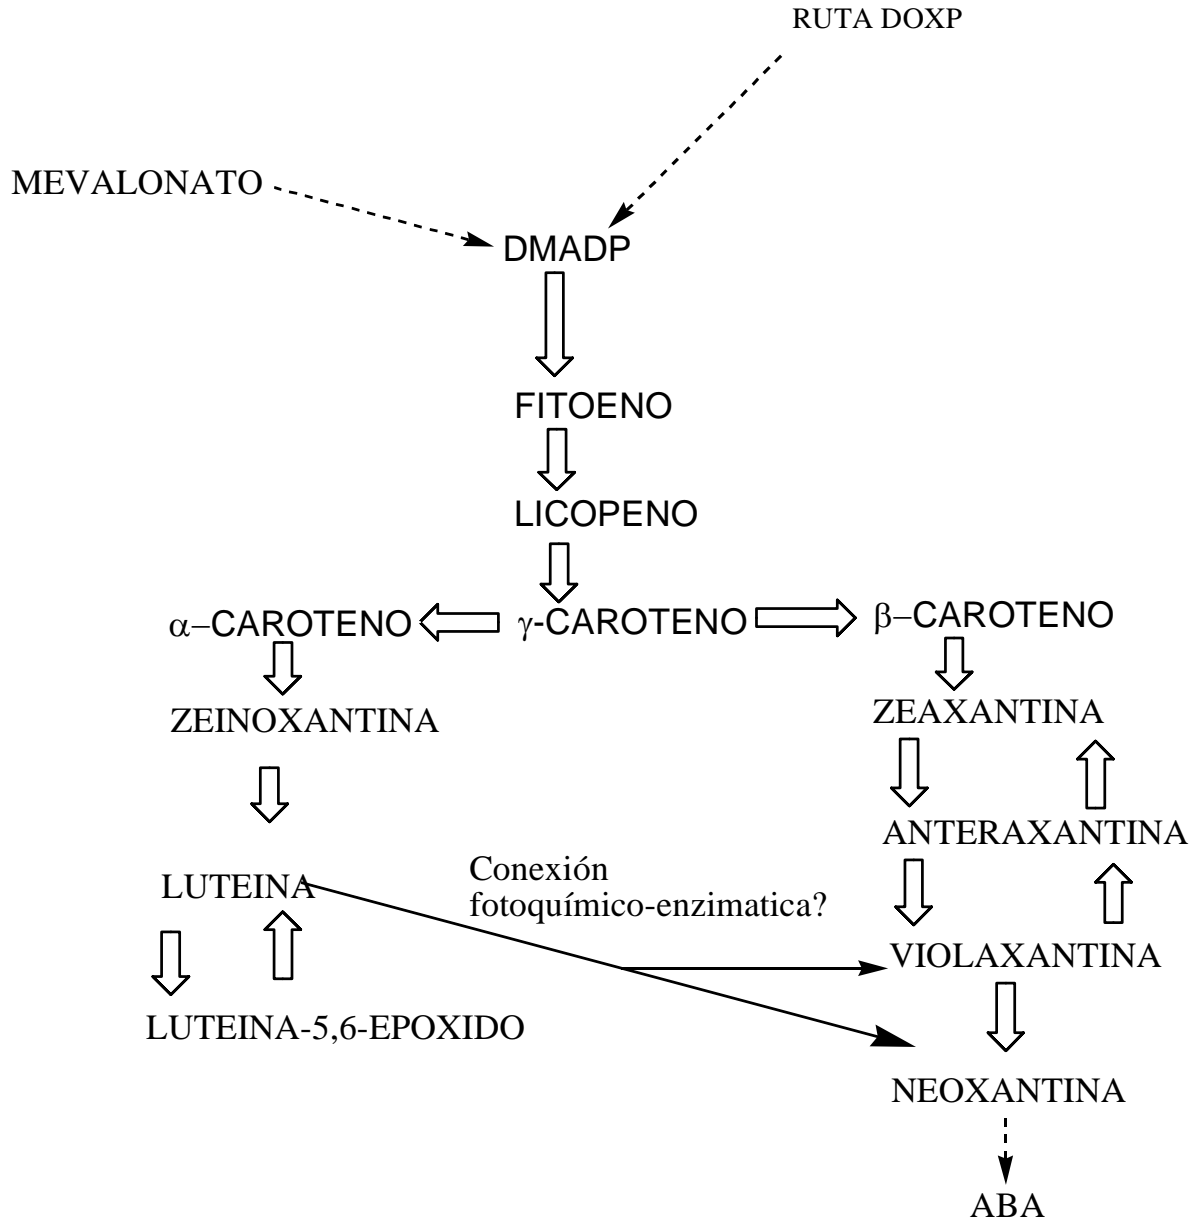 RUTA DOXP
MEVALONATO
DMADP
FITOENO
LICOPENO
α–CAROTENO
γ-CAROTENO
β–CAROTENO
ZEINOXANTINA
ZEAXANTINA
ANTERAXANTINA
Conexión
fotoquímico-enzimatica?
LUTEINA
VIOLAXANTINA
LUTEINA-5,6-EPOXIDO
NEOXANTINA
ABA